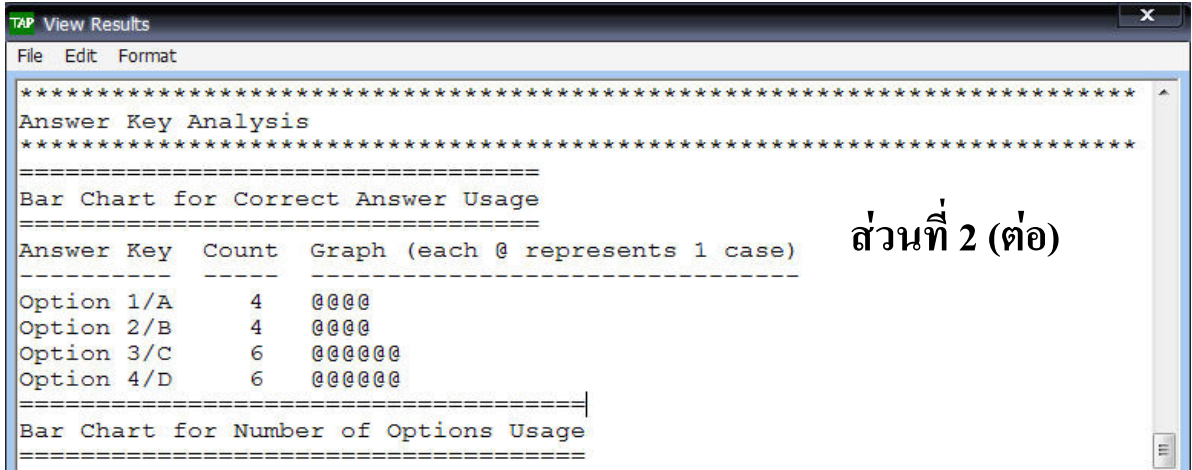 TAP View Results
x
File Edit Format
**************************************************************************
Answer Key Analysis
**************************************************************************
==================================
Bar Chart for Correct Answer Usage
==================================
ส่วนที่ 2 (ต่อ)
Answer Key  Count  Graph (each @ represents 1 case)
----------  -----  --------------------------------
Option 1/A     4   @@@@
Option 2/B     4   @@@@
Option 3/C     6   @@@@@@
Option 4/D     6   @@@@@@
=====================================
Bar Chart for Number of Options Usage
=====================================